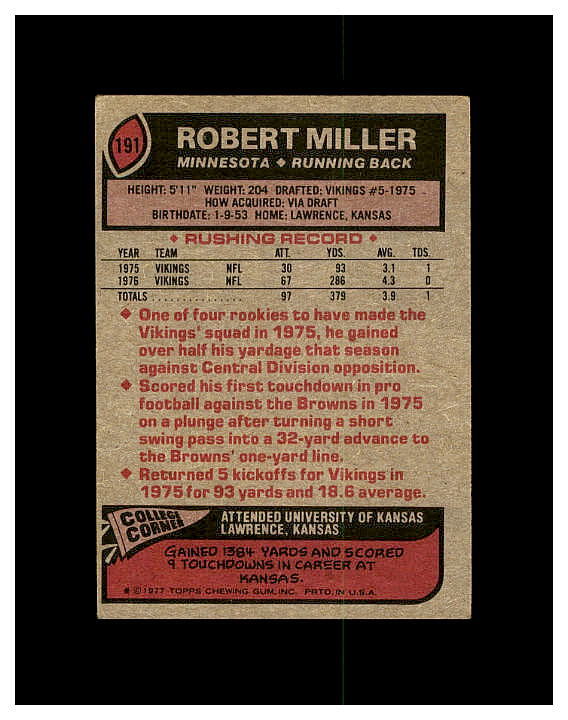 191
ROBERT MILLER
MINNESOTA ◆ RUNNING BACK
HEIGHT: 5'11" WEIGHT: 204 DRAFTED: VIKINGS #5-1975
HOW ACQUIRED: VIA DRAFT
BIRTHDATE: 1-9-53 HOME: LAWRENCE, KANSAS
◆ RUSHING RECORD ◆
YEAR TEAM ATT. YDS. AVG. TDS.
1975 VIKINGS NFL 30 93 3.1 1
1976 VIKINGS NFL 67 286 4.3 0
TOTALS .............. 97 379 3.9 1
◆ One of four rookies to have made the
Vikings' squad in 1975, he gained
over half his yardage that season
against Central Division opposition.
◆ Scored his first touchdown in pro
football against the Browns in 1975
on a plunge after turning a short
swing pass into a 32-yard advance to
the Browns' one-yard line.
◆ Returned 5 kickoffs for Vikings in
1975 for 93 yards and 18.6 average.
COLLEGE
CORNER
ATTENDED UNIVERSITY OF KANSAS
LAWRENCE, KANSAS
GAINED 1384 YARDS AND SCORED
9 TOUCHDOWNS IN CAREER AT
KANSAS.
* © 1977 TOPPS CHEWING GUM, INC. PRTD. IN U.S.A.